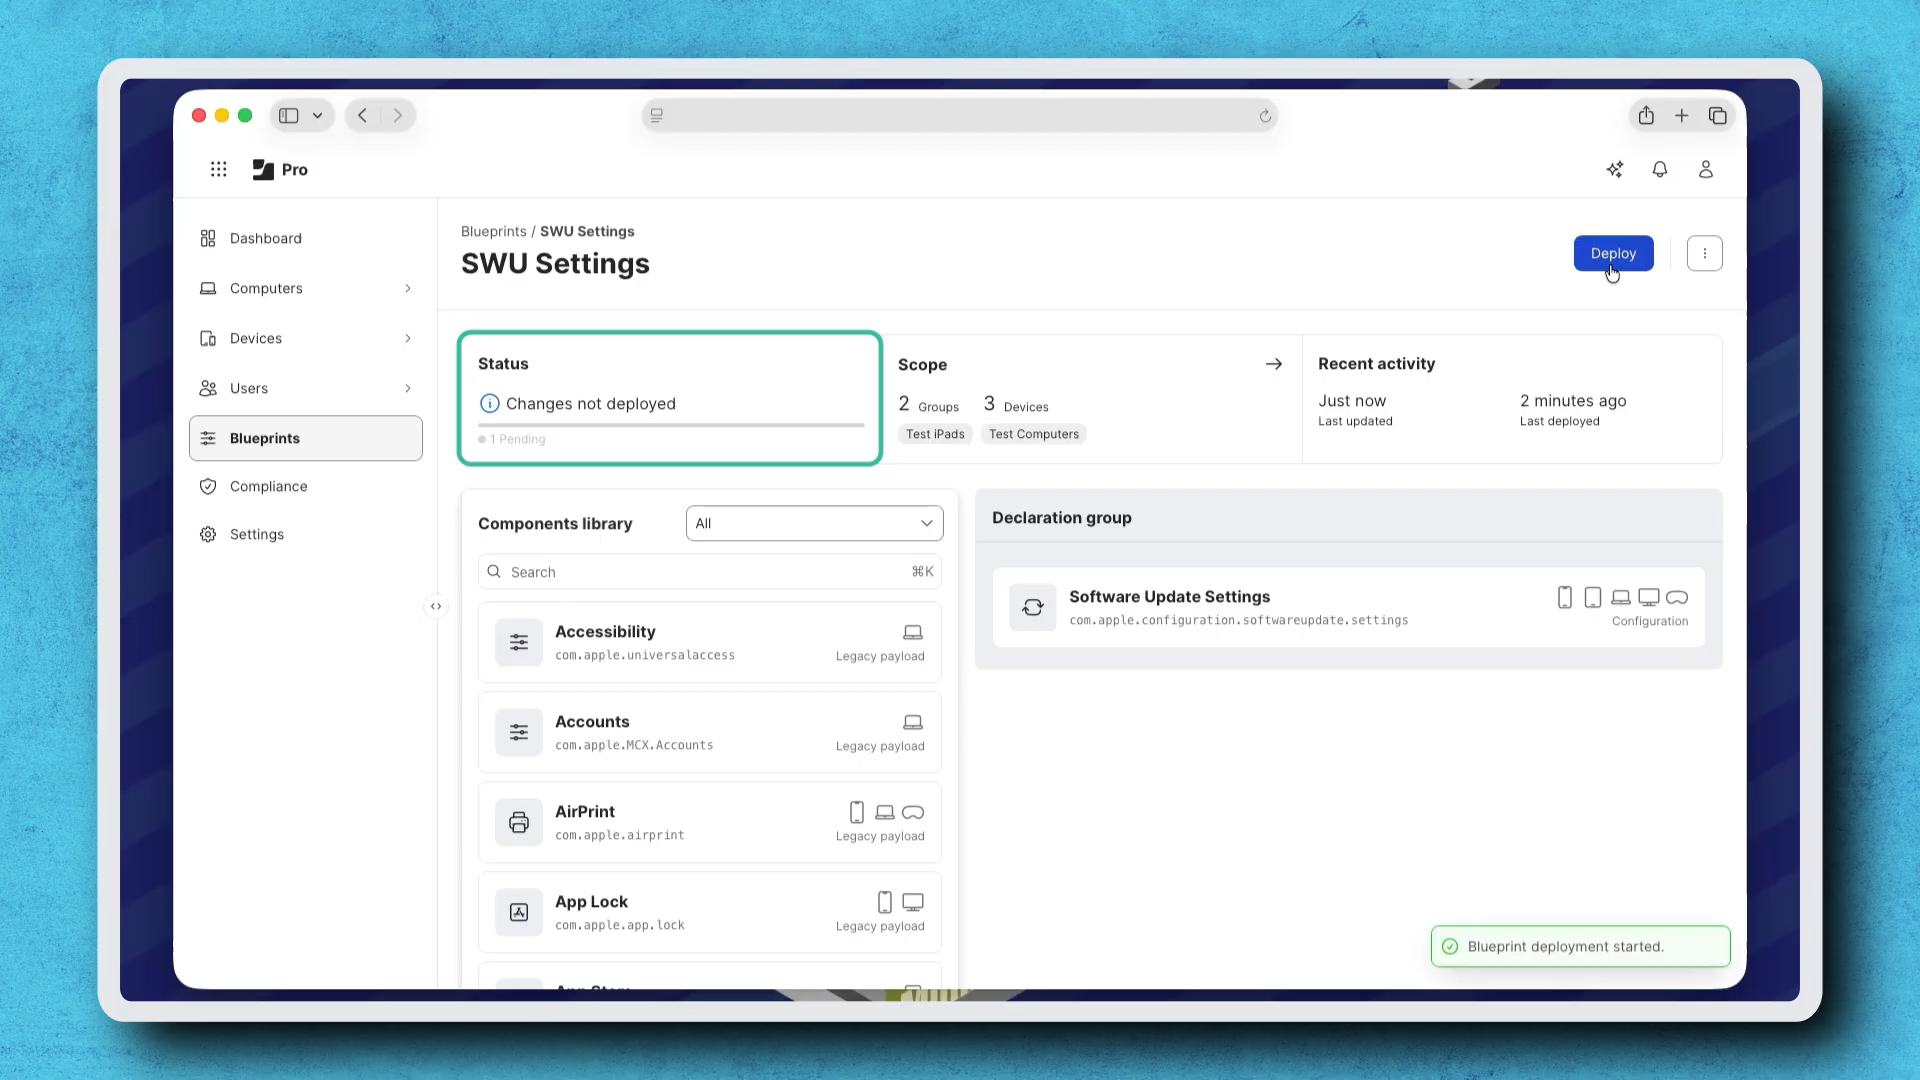 Pro
Dashboard
Computers
Devices
Users
Blueprints
Compliance
Settings
Blueprints / SWU Settings
SWU Settings
Deploy
Status
Changes not deployed
1 Pending
Scope
2 Groups 3 Devices
Test iPads Test Computers
Recent activity
Just now
Last updated
2 minutes ago
Last deployed
Components library
All
Search ⌘K
Accessibility
com.apple.universalaccess
Legacy payload
Accounts
com.apple.MCX.Accounts
Legacy payload
AirPrint
com.apple.airprint
Legacy payload
App Lock
com.apple.app.lock
Legacy payload
Declaration group
Software Update Settings
com.apple.configuration.softwareupdate.settings
Configuration
Blueprint deployment started.